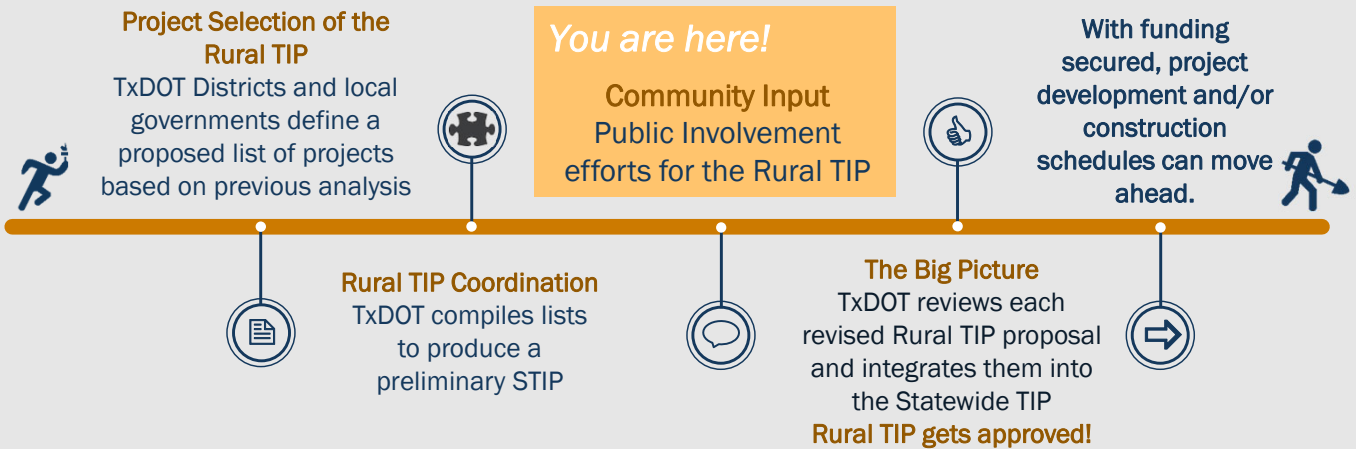 Project Selection of the
Rural TIP
TxDOT Districts and local
governments define a
proposed list of projects
based on previous analysis
Rural TIP Coordination
TxDOT compiles lists
to produce a
preliminary STIP
You are here!
Community Input
Public Involvement
efforts for the Rural TIP
The Big Picture
TxDOT reviews each
revised Rural TIP proposal
and integrates them into
the Statewide TIP
Rural TIP gets approved!
With funding
secured, project
development and/or
construction
schedules can move
ahead.